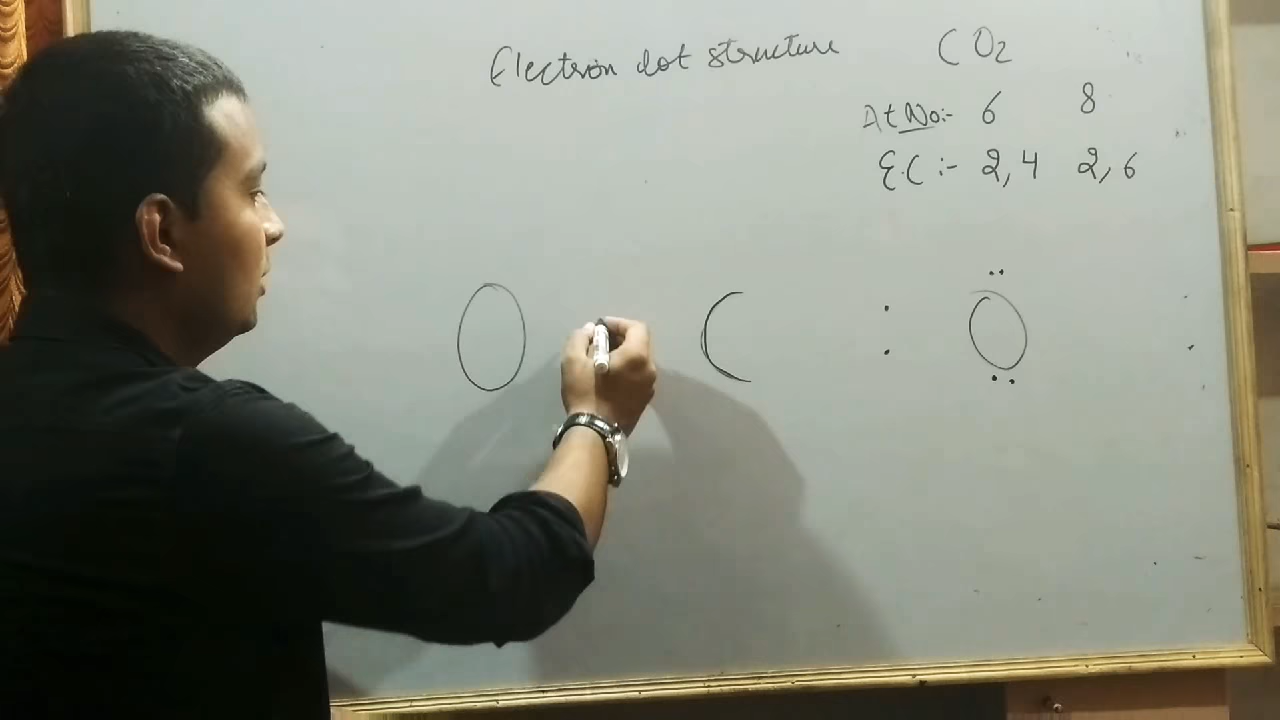 Electron dot structure CO2
At No:- 6 8
E.C :- 2,4 2,6
O C : O